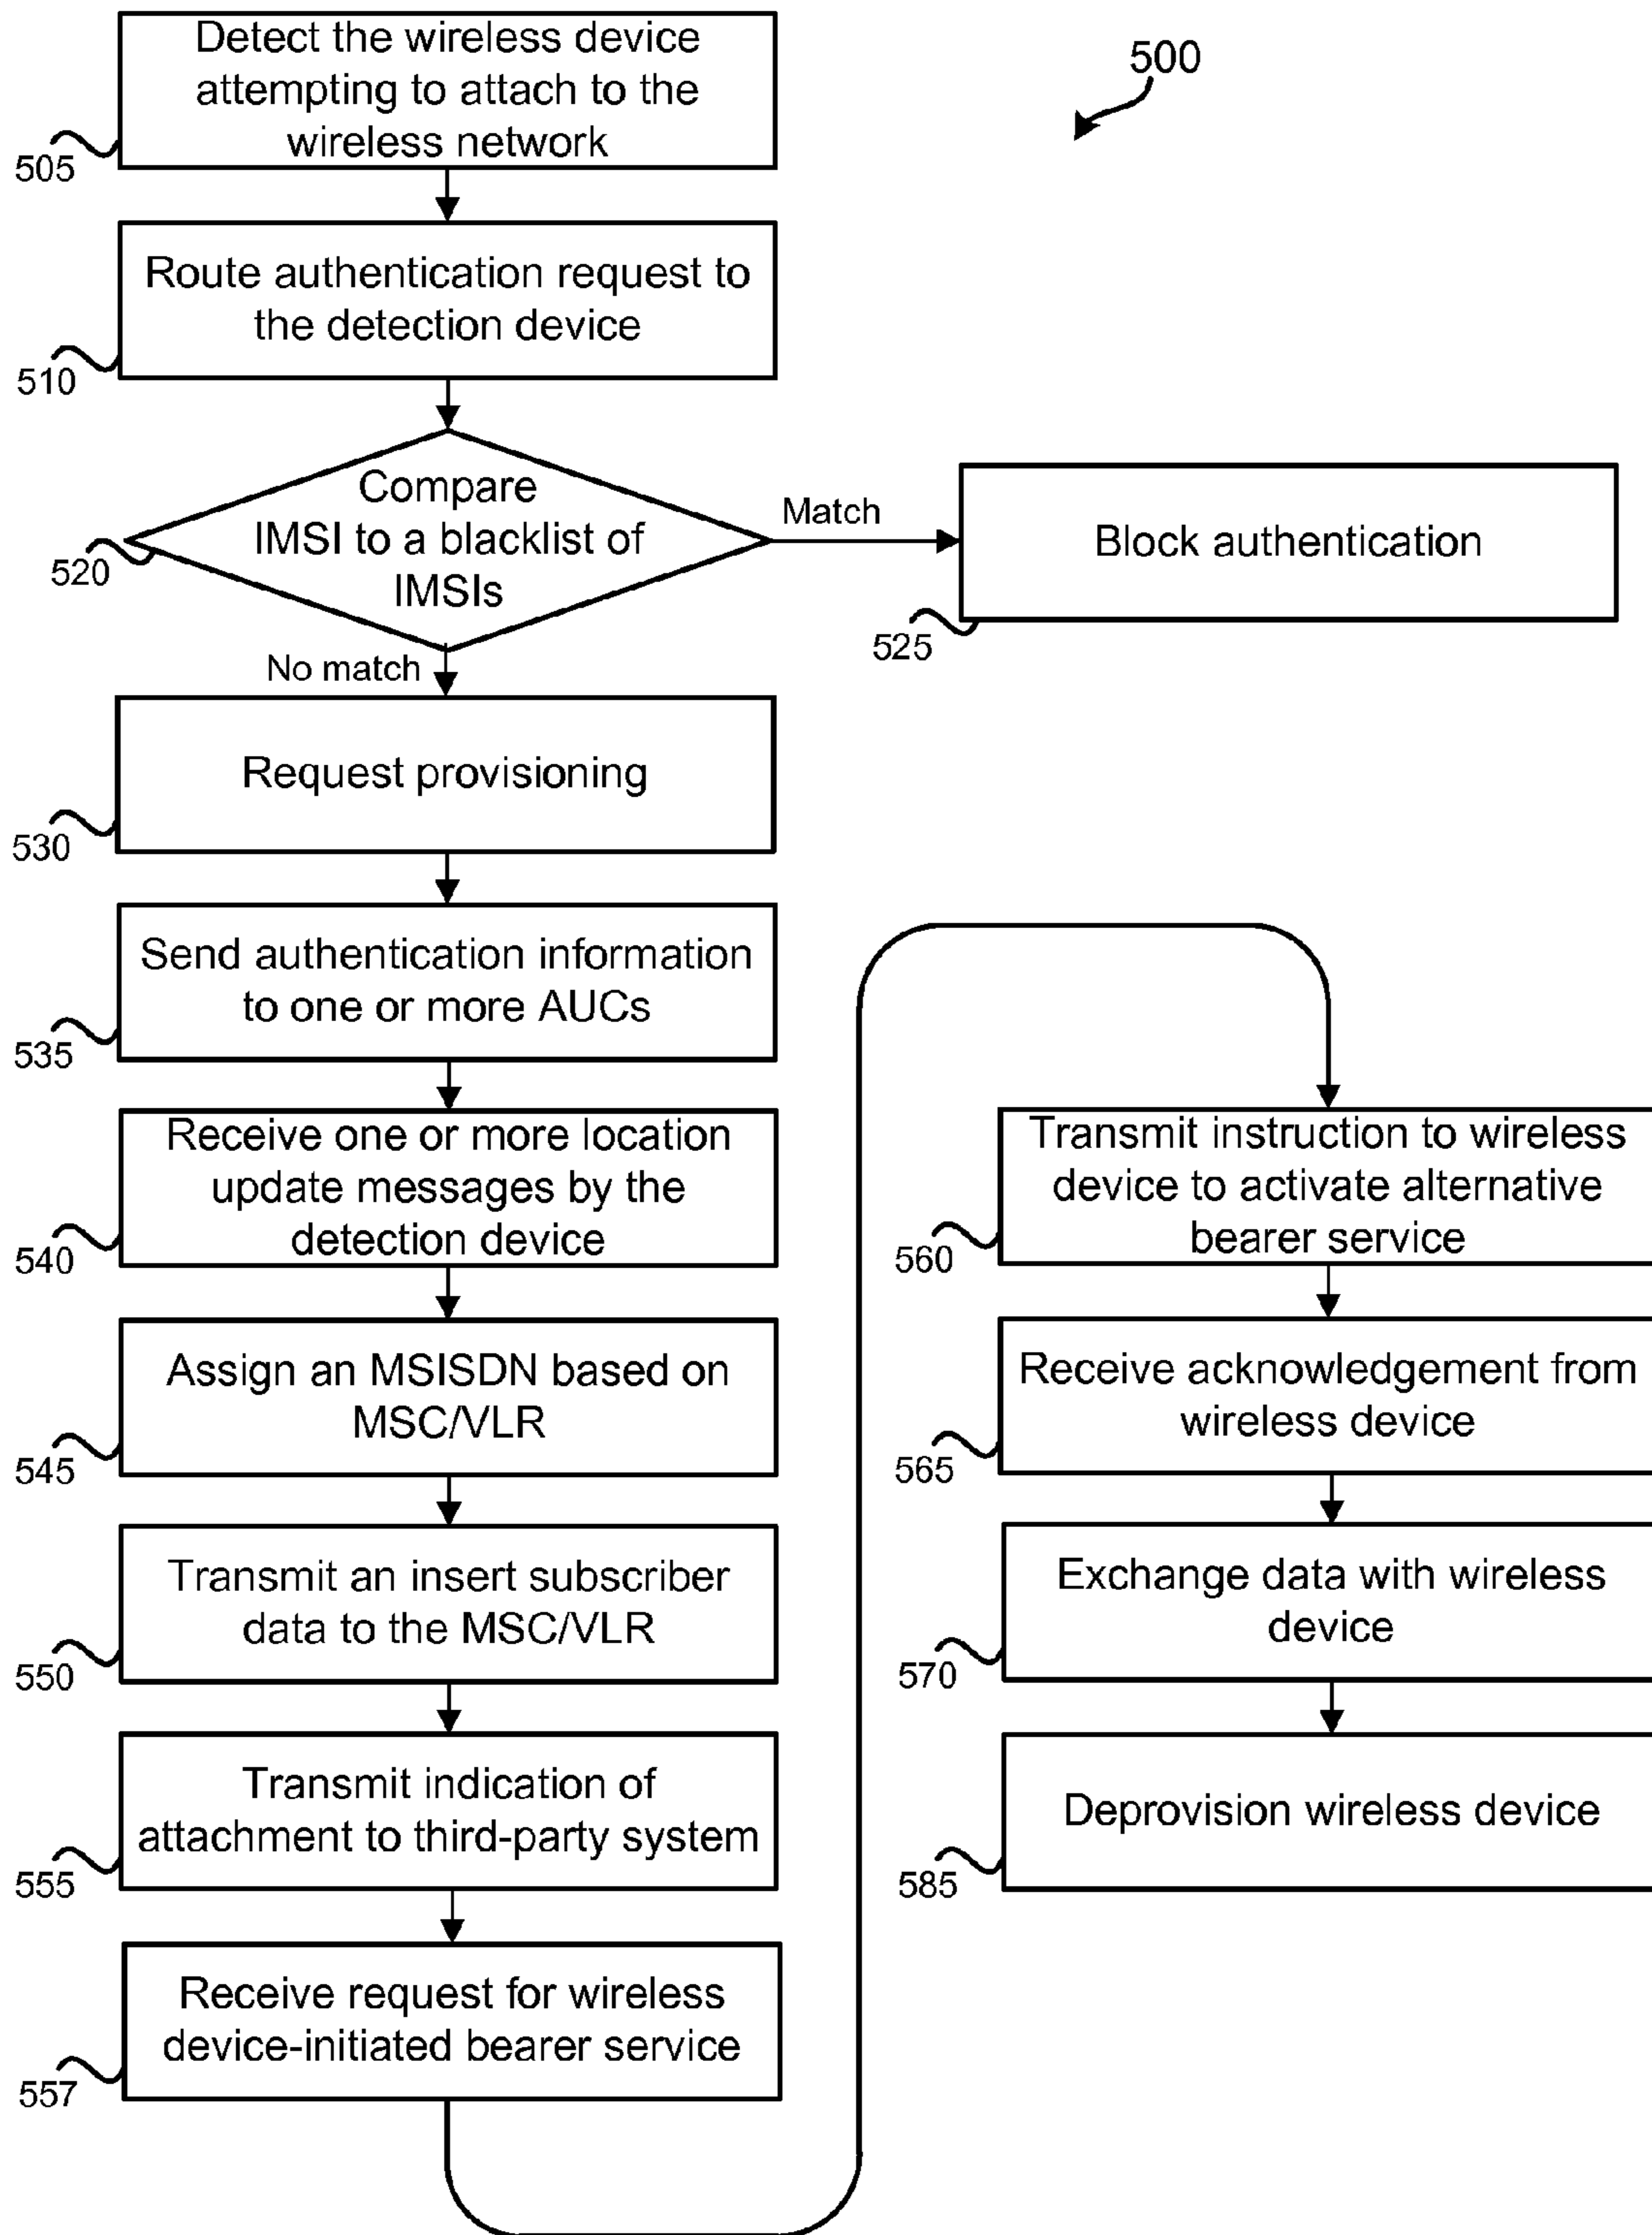 Detect the wireless device
attempting to attach to the
wireless network
505
500
Route authentication request to
the detection device
510
Compare
IMSI to a blacklist of
IMSIs
520
Match
Block authentication
525
No match
Request provisioning
530
Send authentication information
to one or more AUCs
535
Receive one or more location
update messages by the
detection device
540
Assign an MSISDN based on
MSC/VLR
545
Transmit an insert subscriber
data to the MSC/VLR
550
Transmit indication of
attachment to third-party system
555
Receive request for wireless
device-initiated bearer service
557
Transmit instruction to wireless
device to activate alternative
bearer service
560
Receive acknowledgement from
wireless device
565
Exchange data with wireless
device
570
Deprovision wireless device
585